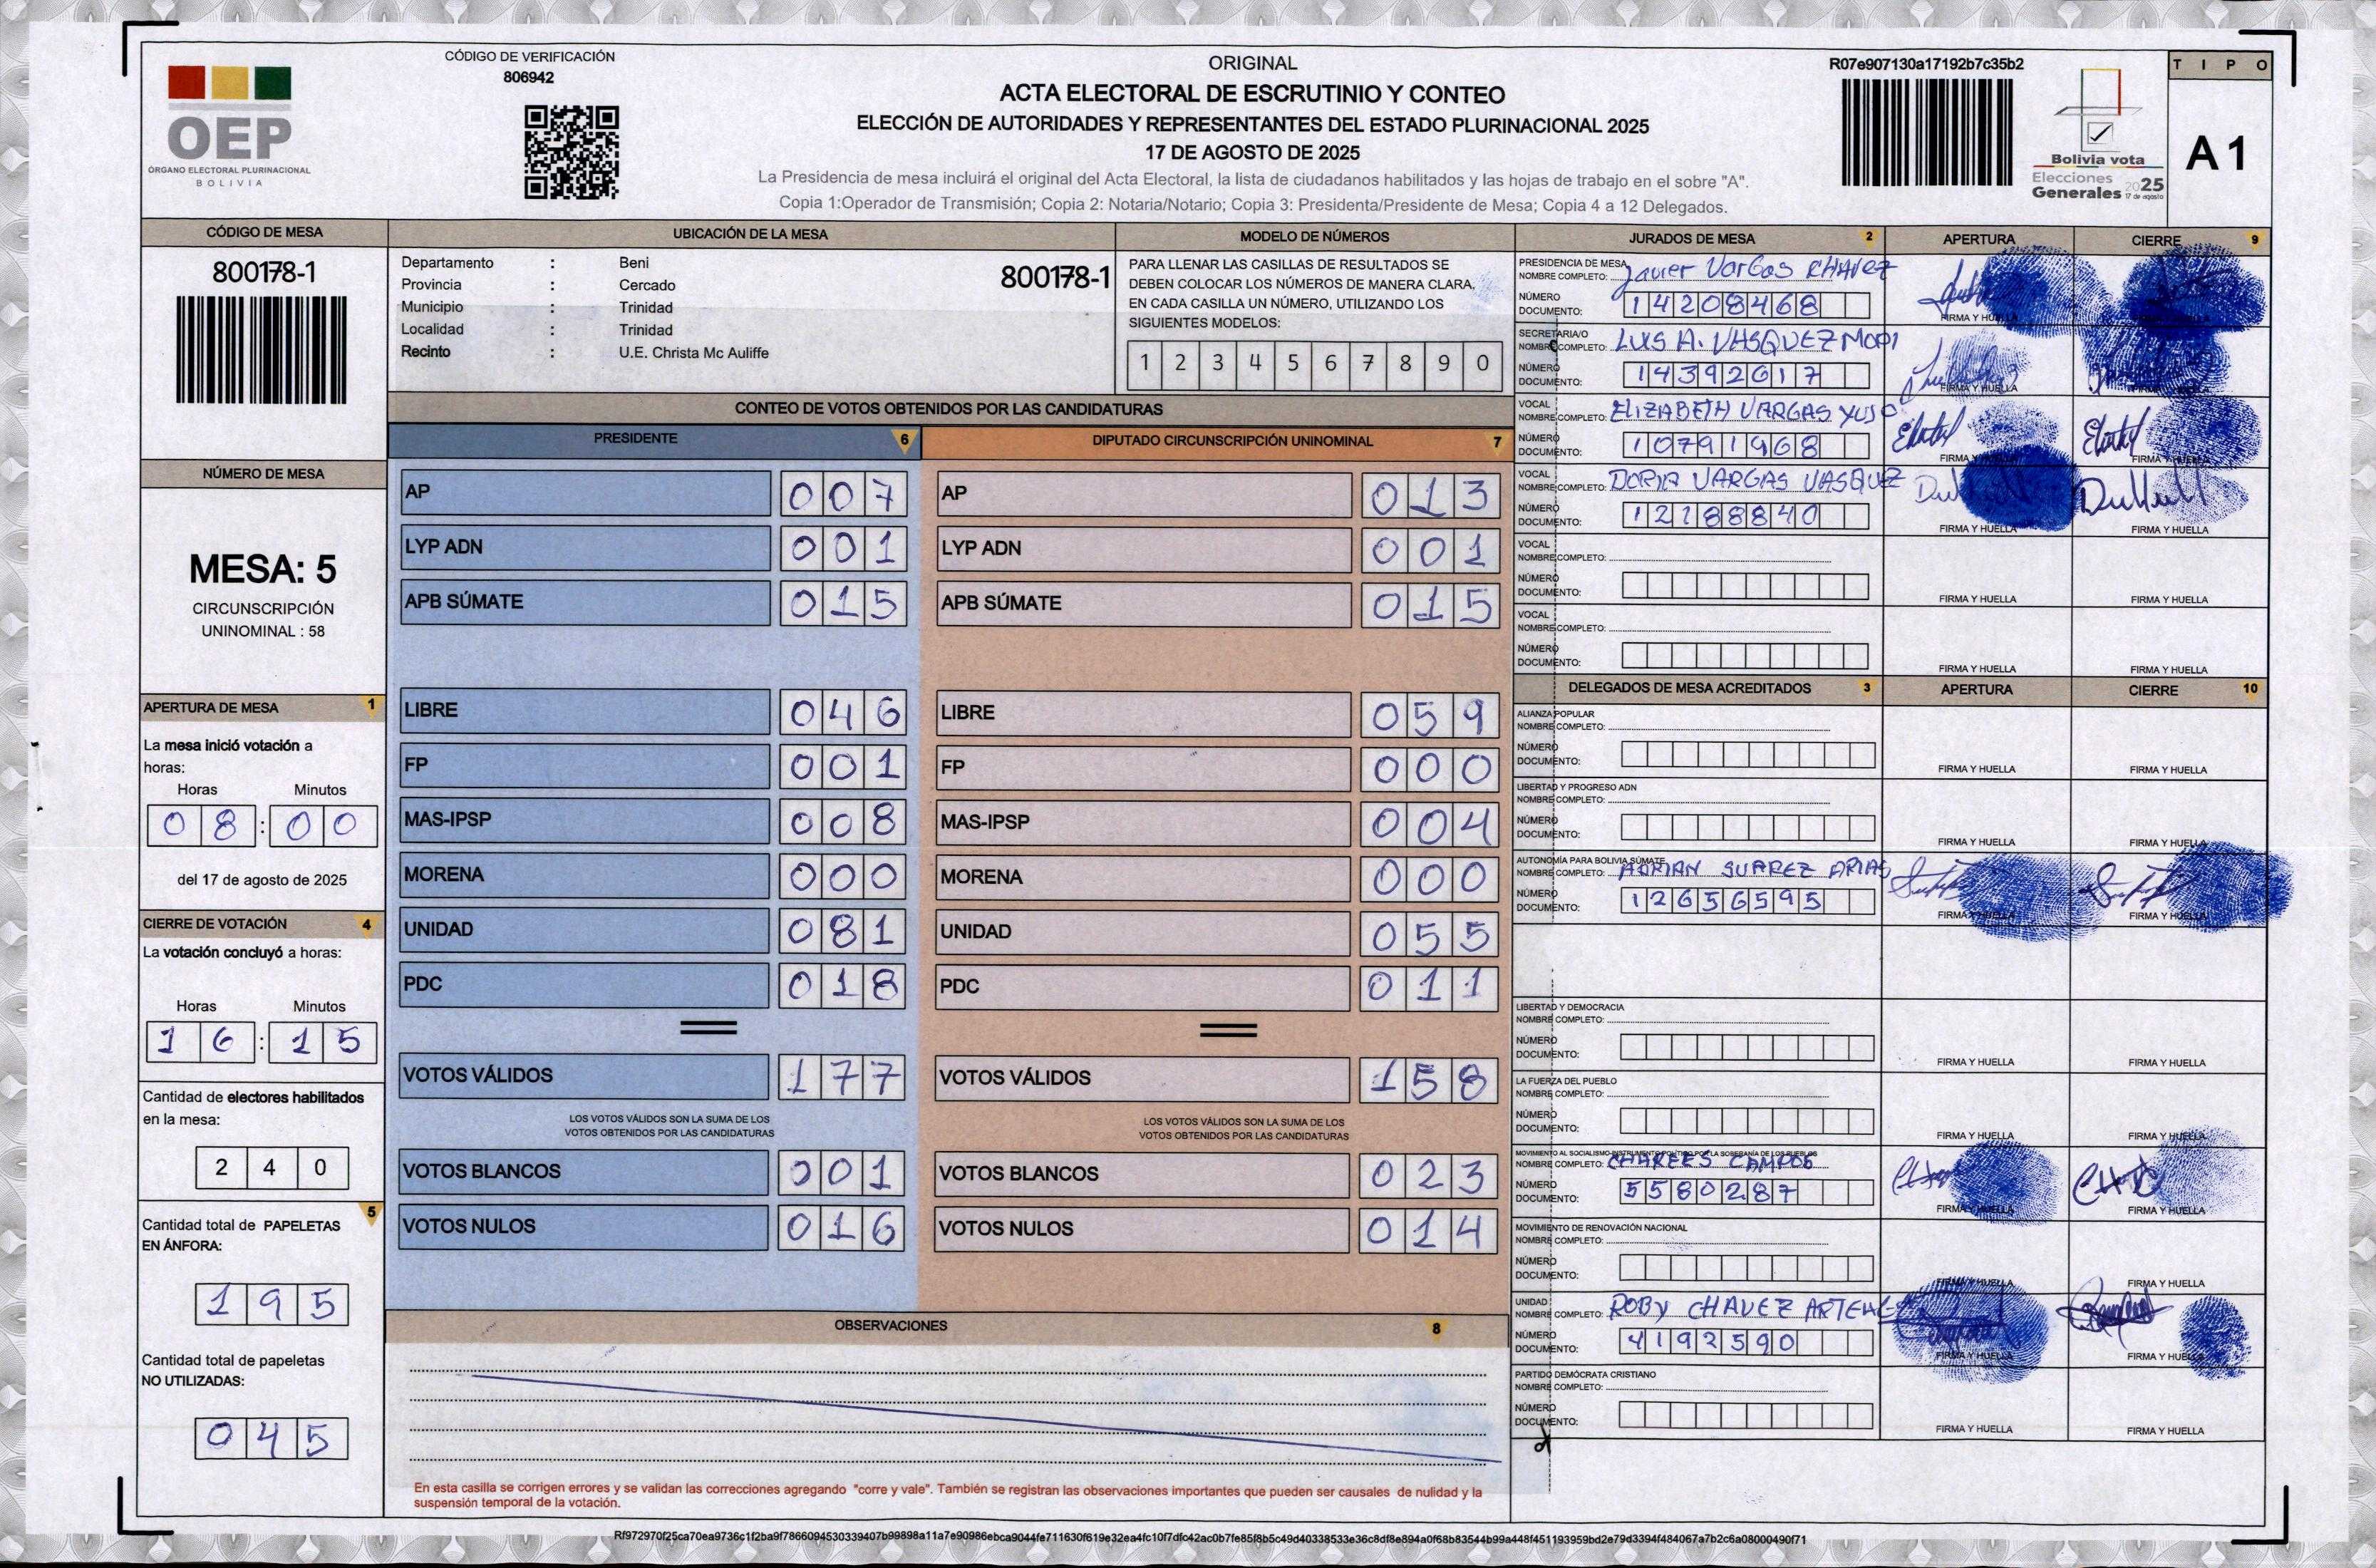 CÓDIGO DE VERIFICACIÓN
806942
OEP
ÓRGANO ELECTORAL PLURINACIONAL
BOLIVIA
ORIGINAL
ACTA ELECTORAL DE ESCRUTINIO Y CONTEO
ELECCIÓN DE AUTORIDADES Y REPRESENTANTES DEL ESTADO PLURINACIONAL 2025
17 DE AGOSTO DE 2025
La Presidencia de mesa incluirá el original del Acta Electoral, la lista de ciudadanos habilitados y las hojas de trabajo en el sobre "A".
Copia 1:Operador de Transmisión; Copia 2: Notaria/Notario; Copia 3: Presidenta/Presidente de Mesa; Copia 4 a 12 Delegados.
R07e907130a17192b7c35b2
Bolivia vota
Elecciones
Generales 2025
17 de agosto
TIPO
A 1
CÓDIGO DE MESA
800178-1
NÚMERO DE MESA
MESA: 5
CIRCUNSCRIPCIÓN
UNINOMINAL : 58
APERTURA DE MESA 1
La mesa inició votación a
horas:
Horas Minutos
08:00
del 17 de agosto de 2025
CIERRE DE VOTACIÓN 4
La votación concluyó a horas:
Horas Minutos
16:15
Cantidad de electores habilitados
en la mesa:
240
5
Cantidad total de PAPELETAS
EN ÁNFORA:
195
Cantidad total de papeletas
NO UTILIZADAS:
045
UBICACIÓN DE LA MESA
Departamento : Beni
Provincia : Cercado
Municipio : Trinidad
Localidad : Trinidad
Recinto : U.E. Christa Mc Auliffe
800178-1
MODELO DE NÚMEROS
PARA LLENAR LAS CASILLAS DE RESULTADOS SE
DEBEN COLOCAR LOS NÚMEROS DE MANERA CLARA,
EN CADA CASILLA UN NÚMERO, UTILIZANDO LOS
SIGUIENTES MODELOS:
1 2 3 4 5 6 7 8 9 0
CONTEO DE VOTOS OBTENIDOS POR LAS CANDIDATURAS
PRESIDENTE 6
AP 007
LYP ADN 001
APB SÚMATE 015
LIBRE 046
FP 001
MAS-IPSP 008
MORENA 000
UNIDAD 081
PDC 018
VOTOS VÁLIDOS 177
LOS VOTOS VÁLIDOS SON LA SUMA DE LOS
VOTOS OBTENIDOS POR LAS CANDIDATURAS
VOTOS BLANCOS 001
VOTOS NULOS 016
DIPUTADO CIRCUNSCRIPCIÓN UNINOMINAL 7
AP 013
LYP ADN 001
APB SÚMATE 015
LIBRE 059
FP 000
MAS-IPSP 004
MORENA 000
UNIDAD 055
PDC 011
VOTOS VÁLIDOS 158
LOS VOTOS VÁLIDOS SON LA SUMA DE LOS
VOTOS OBTENIDOS POR LAS CANDIDATURAS
VOTOS BLANCOS 023
VOTOS NULOS 014
OBSERVACIONES 8
En esta casilla se corrigen errores y se validan las correcciones agregando "corre y vale". También se registran las observaciones importantes que pueden ser causales de nulidad y la
suspensión temporal de la votación.
JURADOS DE MESA 2 APERTURA CIERRE 9
PRESIDENCIA DE MESA
NOMBRE COMPLETO: Javier Vargas CHAVEZ
NÚMERO
DOCUMENTO: 14208468
FIRMA Y HUELLA
SECRETARIA/O
NOMBRE COMPLETO: LUIS A. VASQUEZ MOPI
NÚMERO
DOCUMENTO: 14392617
FIRMA Y HUELLA FIRMA Y HUELLA
VOCAL
NOMBRE COMPLETO: ELIZABETH VARGAS
NÚMERO
DOCUMENTO: 10791968
FIRMA Y HUELLA FIRMA Y HUELLA
VOCAL
NOMBRE COMPLETO: DORIA VARGAS VASQUEZ
NÚMERO
DOCUMENTO: 12188840
FIRMA Y HUELLA FIRMA Y HUELLA
VOCAL
NOMBRE COMPLETO:
NÚMERO
DOCUMENTO:
FIRMA Y HUELLA FIRMA Y HUELLA
VOCAL
NOMBRE COMPLETO:
NÚMERO
DOCUMENTO:
FIRMA Y HUELLA FIRMA Y HUELLA
DELEGADOS DE MESA ACREDITADOS 3 APERTURA CIERRE 10
ALIANZA POPULAR
NOMBRE COMPLETO:
NÚMERO
DOCUMENTO:
FIRMA Y HUELLA FIRMA Y HUELLA
LIBERTAD Y PROGRESO ADN
NOMBRE COMPLETO:
NÚMERO
DOCUMENTO:
FIRMA Y HUELLA FIRMA Y HUELLA
AUTONOMÍA PARA BOLIVIA SÚMATE
NOMBRE COMPLETO: ADRIAN SUAREZ ARIAS
NÚMERO
DOCUMENTO: 12656595
FIRMA Y HUELLA FIRMA Y HUELLA
LIBERTAD Y DEMOCRACIA
NOMBRE COMPLETO:
NÚMERO
DOCUMENTO:
FIRMA Y HUELLA FIRMA Y HUELLA
LA FUERZA DEL PUEBLO
NOMBRE COMPLETO:
NÚMERO
DOCUMENTO:
FIRMA Y HUELLA FIRMA Y HUELLA
MOVIMIENTO AL SOCIALISMO-INSTRUMENTO POLÍTICO POR LA SOBERANÍA DE LOS PUEBLOS
NOMBRE COMPLETO: CHARLES CAMPOS
NÚMERO
DOCUMENTO: 5580287
FIRMA Y HUELLA FIRMA Y HUELLA
MOVIMIENTO DE RENOVACIÓN NACIONAL
NOMBRE COMPLETO:
NÚMERO
DOCUMENTO:
FIRMA Y HUELLA FIRMA Y HUELLA
UNIDAD
NOMBRE COMPLETO: ROBY CHAVEZ
NÚMERO
DOCUMENTO: 4192590
FIRMA Y HUELLA FIRMA Y HUELLA
PARTIDO DEMÓCRATA CRISTIANO
NOMBRE COMPLETO:
NÚMERO
DOCUMENTO:
FIRMA Y HUELLA FIRMA Y HUELLA